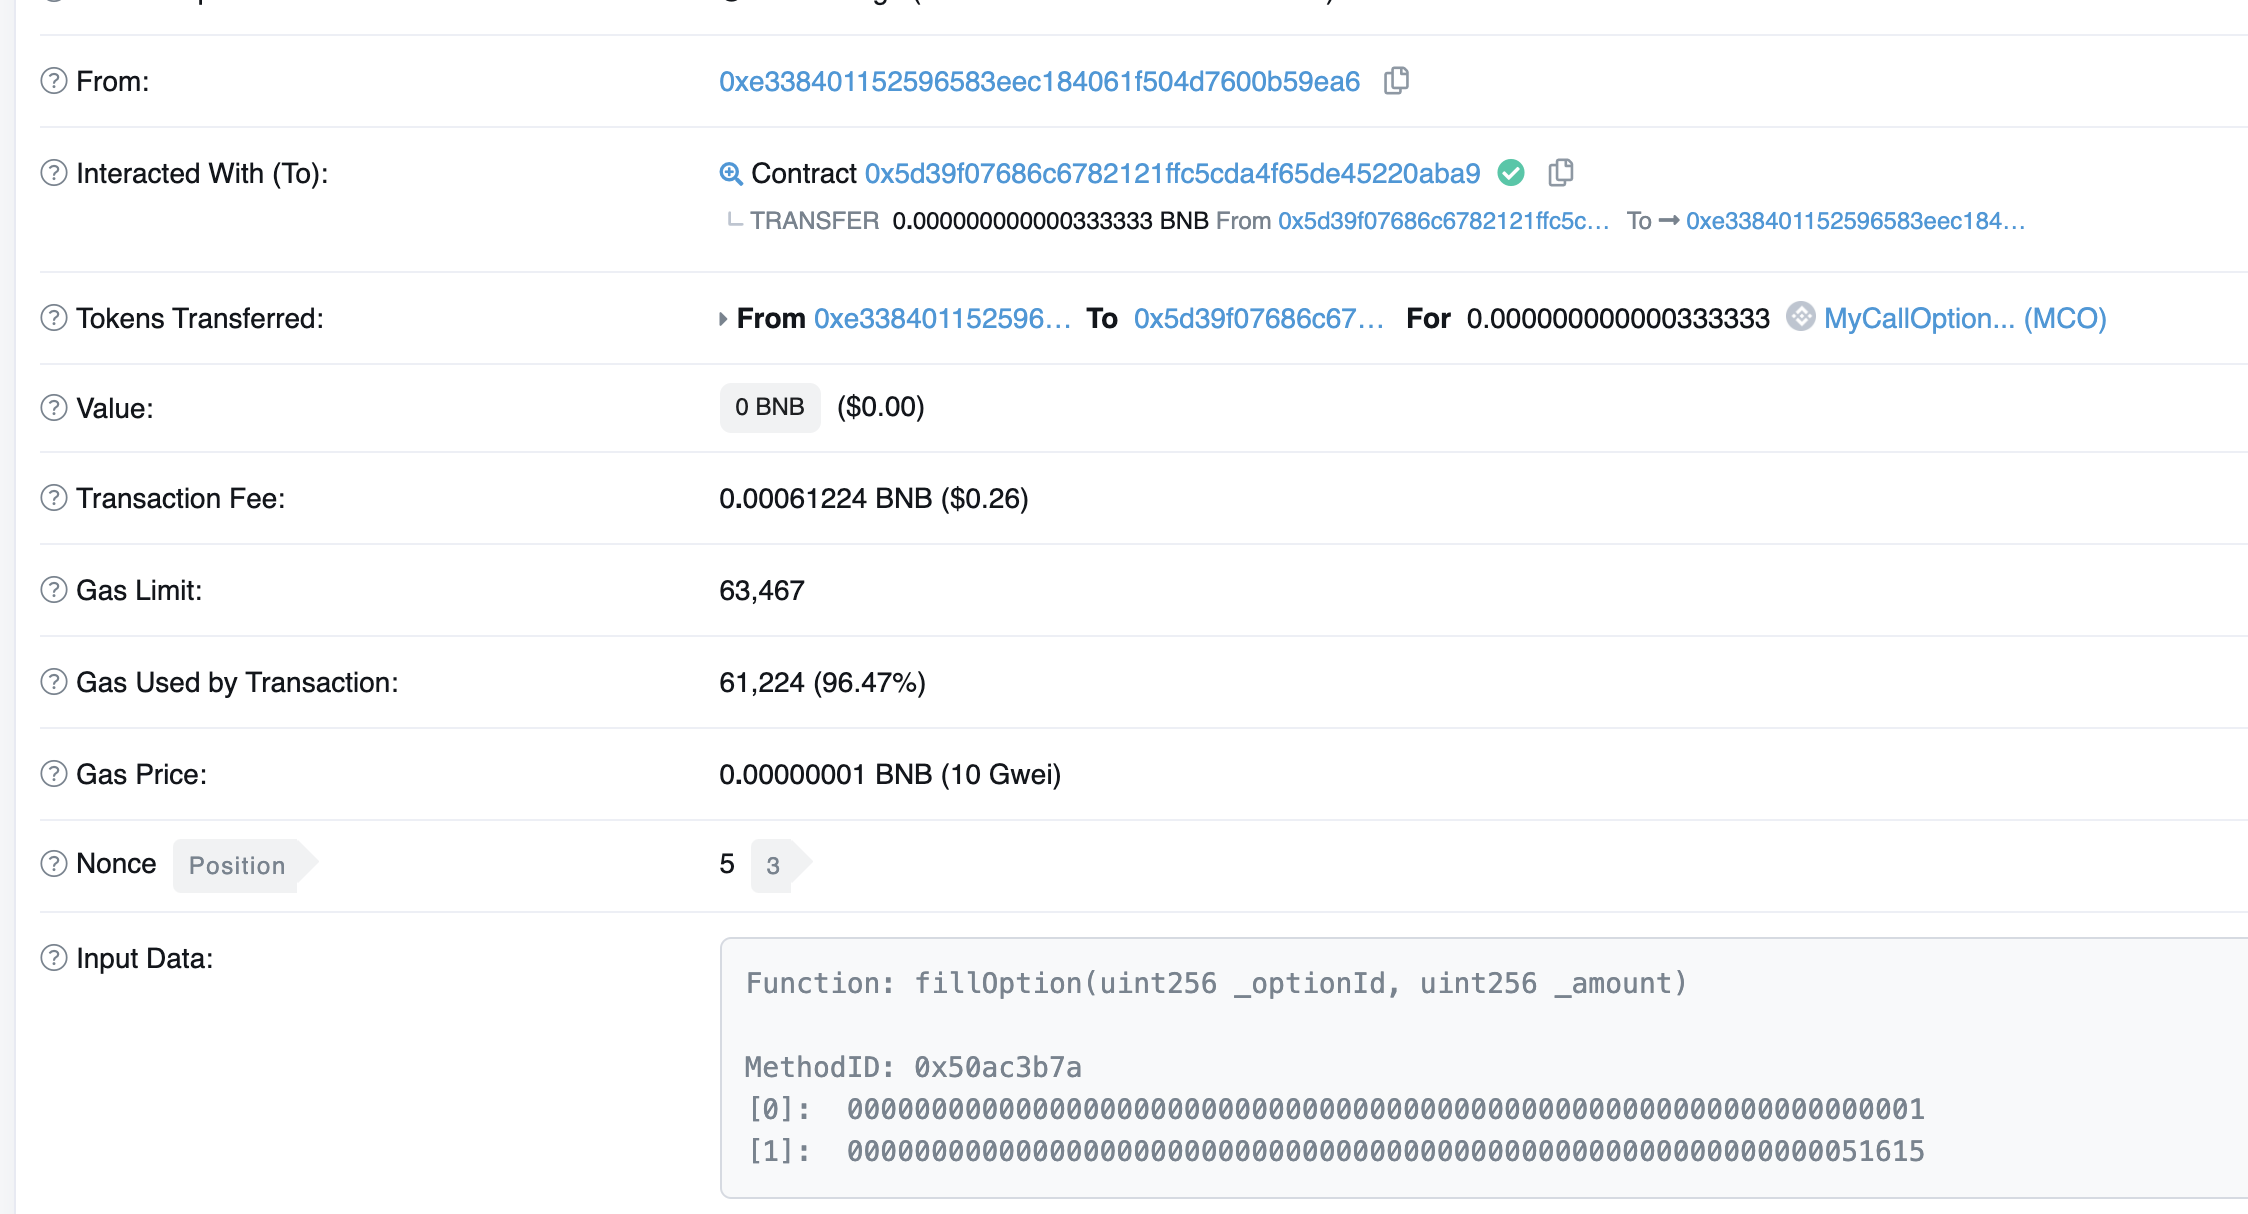 From: 0xe338401152596583eec184061f504d7600b59ea6
Interacted With (To): Contract 0x5d39f07686c6782121ffc5cda4f65de45220aba9
TRANSFER 0.000000000000333333 BNB From 0x5d39f07686c6782121ffc5c... To 0xe338401152596583eec184...
Tokens Transferred: From 0xe338401152596... To 0x5d39f07686c67... For 0.000000000000333333 MyCallOption... (MCO)
Value: 0 BNB ($0.00)
Transaction Fee: 0.00061224 BNB ($0.26)
Gas Limit: 63,467
Gas Used by Transaction: 61,224 (96.47%)
Gas Price: 0.00000001 BNB (10 Gwei)
Nonce Position 5 3
Input Data:
Function: fillOption(uint256 _optionId, uint256 _amount)
MethodID: 0x50ac3b7a
[0]: 0000000000000000000000000000000000000000000000000000000000000001
[1]: 0000000000000000000000000000000000000000000000000000000000051615